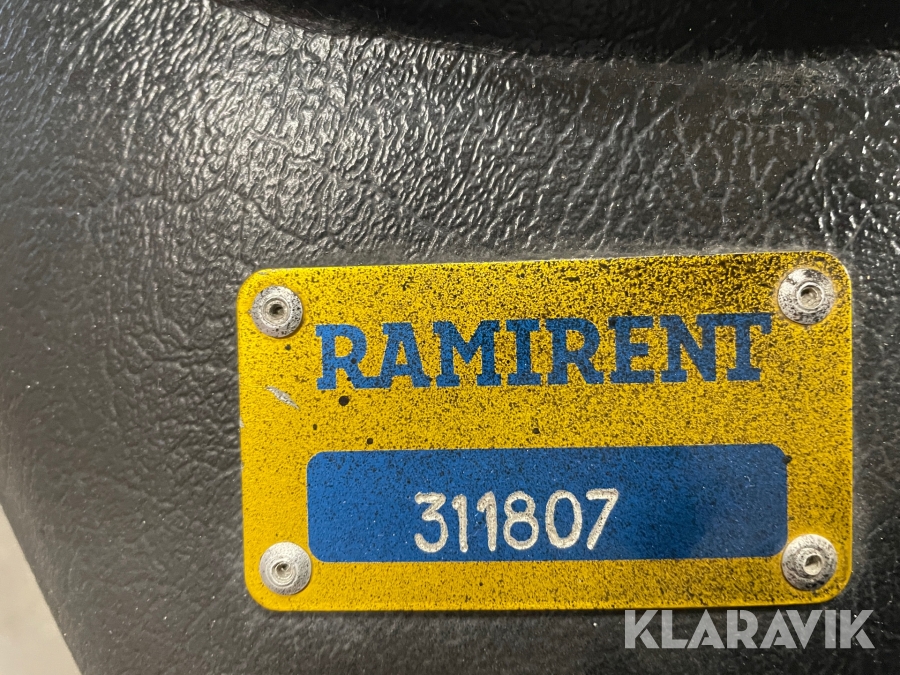 RAMIRENT
311807
KLARAVIK